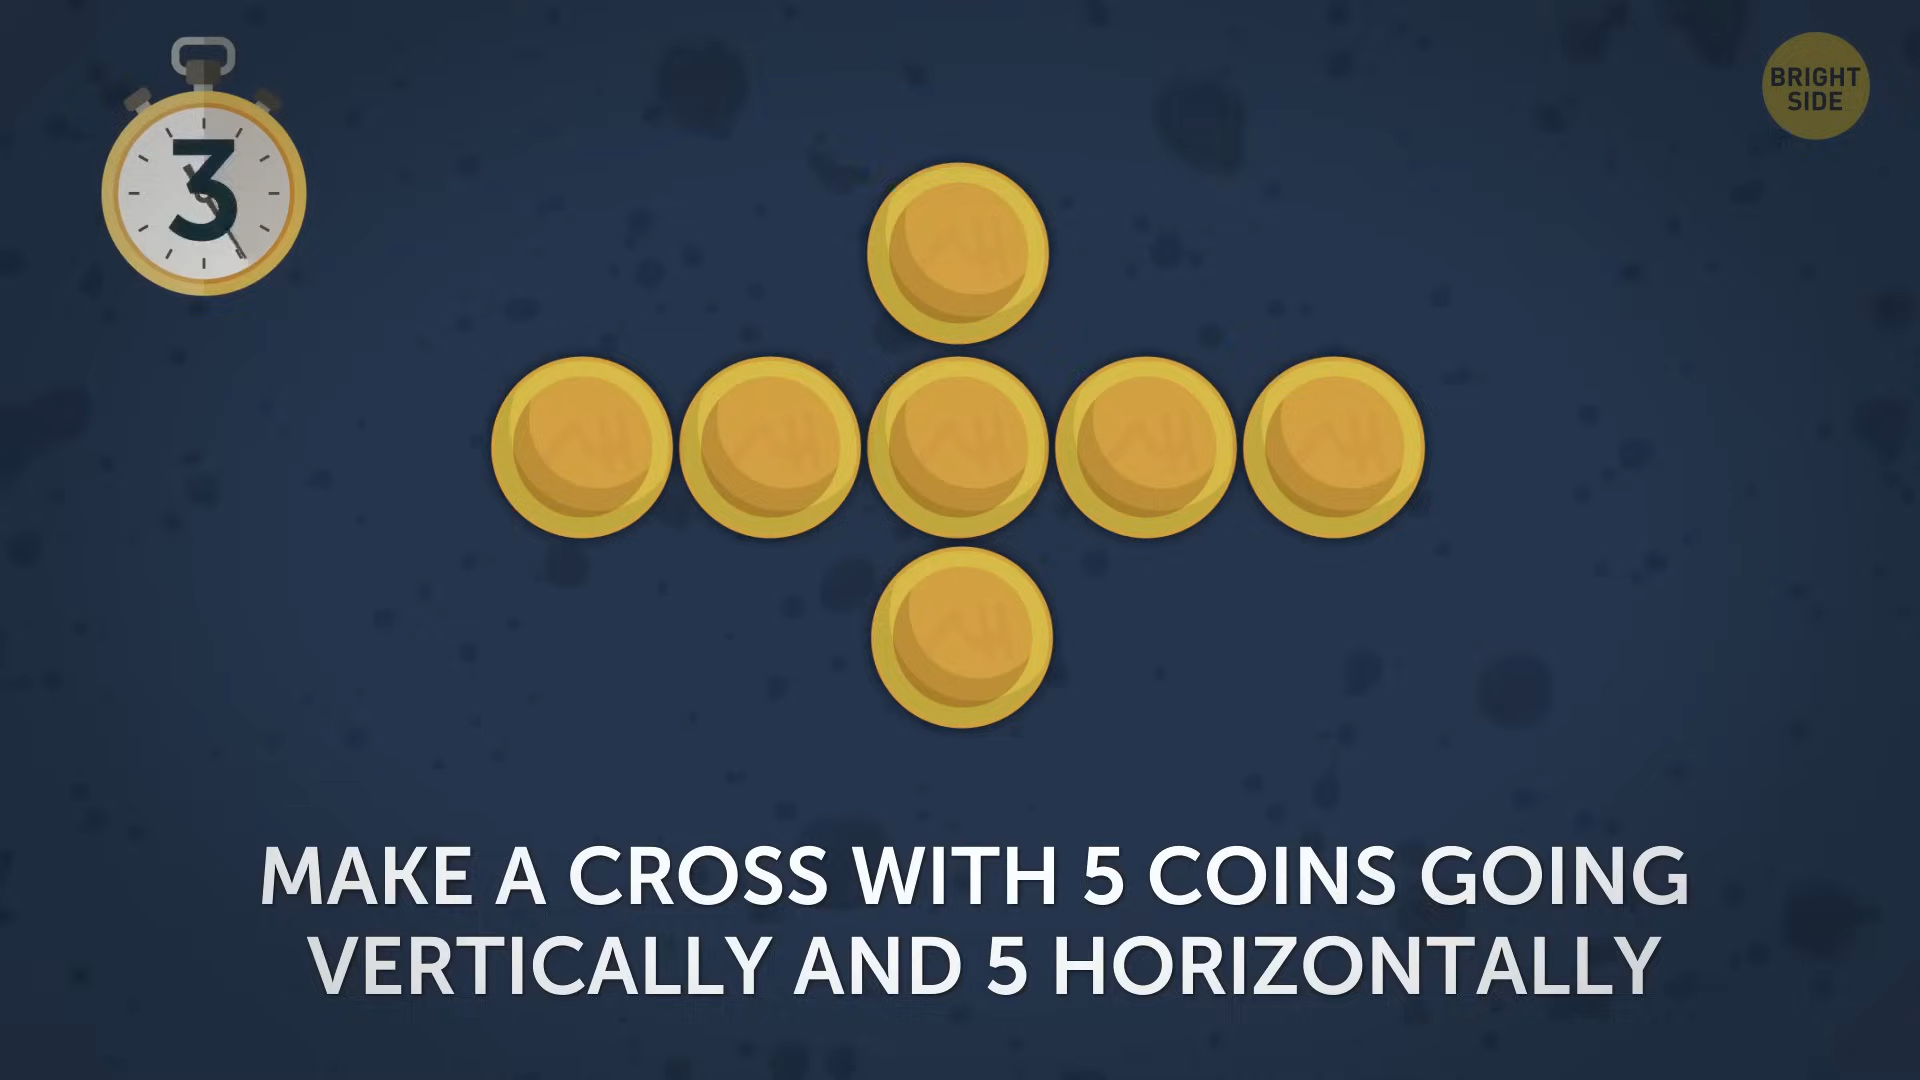 3
BRIGHT
SIDE
MAKE A CROSS WITH 5 COINS GOING
VERTICALLY AND 5 HORIZONTALLY